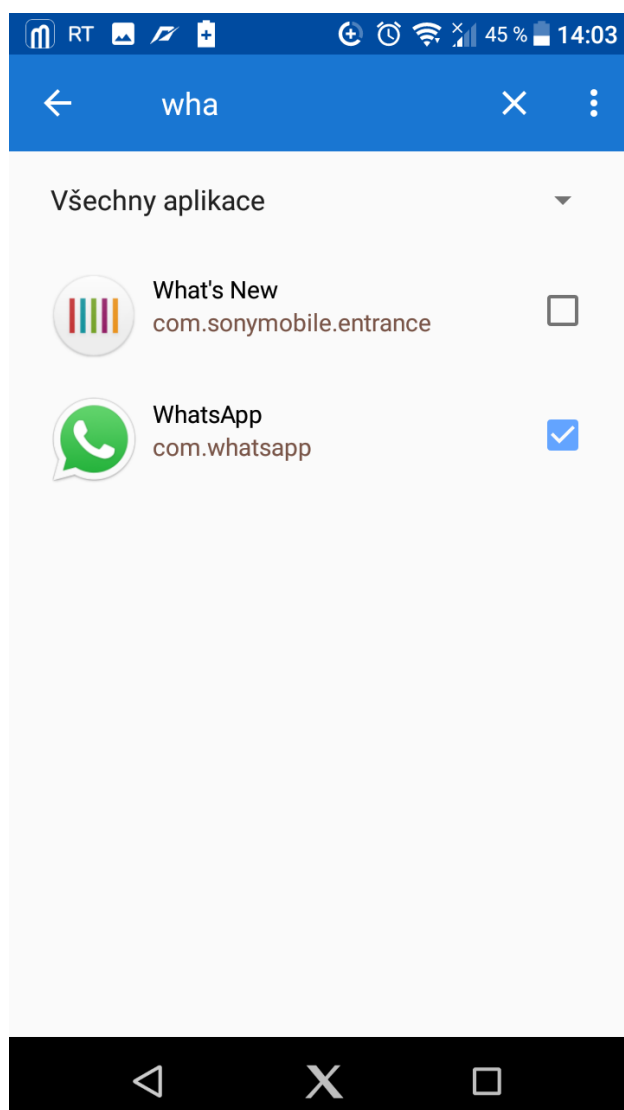 RT 45 % 14:03
wha
Všechny aplikace
What's New
com.sonymobile.entrance
WhatsApp
com.whatsapp